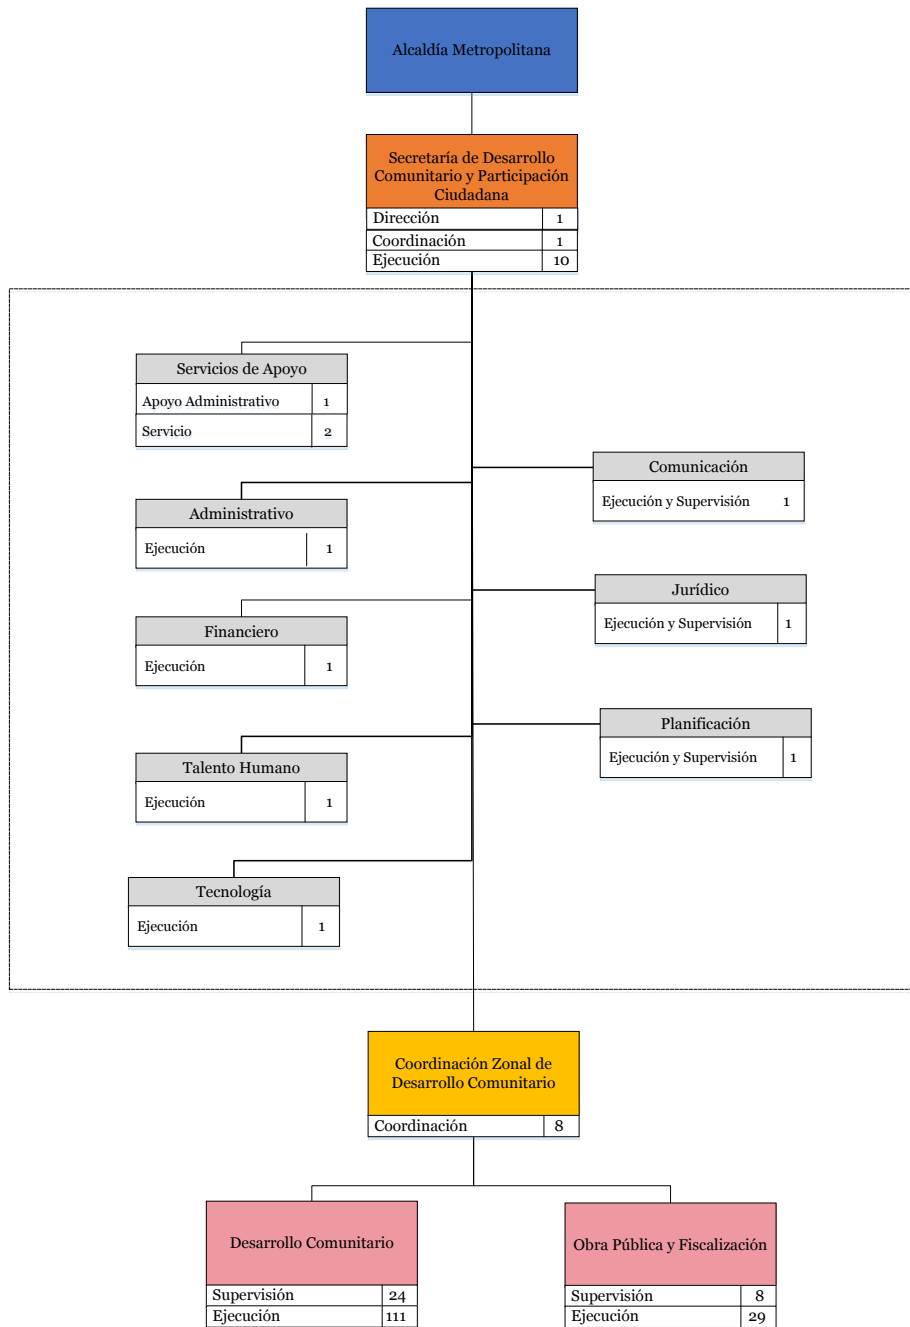 Alcaldía Metropolitana
Secretaría de Desarrollo
Comunitario y Participación
Ciudadana
Dirección 1
Coordinación 1
Ejecución 10
Servicios de Apoyo
Apoyo Administrativo 1
Servicio 2
Comunicación
Ejecución y Supervisión 1
Administrativo
Ejecución 1
Jurídico
Ejecución y Supervisión 1
Financiero
Ejecución 1
Planificación
Ejecución y Supervisión 1
Talento Humano
Ejecución 1
Tecnología
Ejecución 1
Coordinación Zonal de
Desarrollo Comunitario
Coordinación 8
Desarrollo Comunitario
Supervisión 24
Ejecución 111
Obra Pública y Fiscalización
Supervisión 8
Ejecución 29